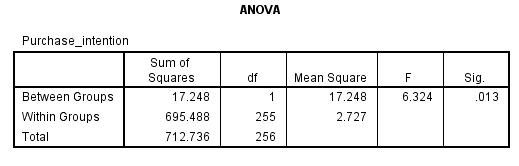 ANOVA
Purchase_intention
Sum of Squares df Mean Square F Sig.
Between Groups 17.248 1 17.248 6.324 .013
Within Groups 695.488 255 2.727
Total 712.736 256